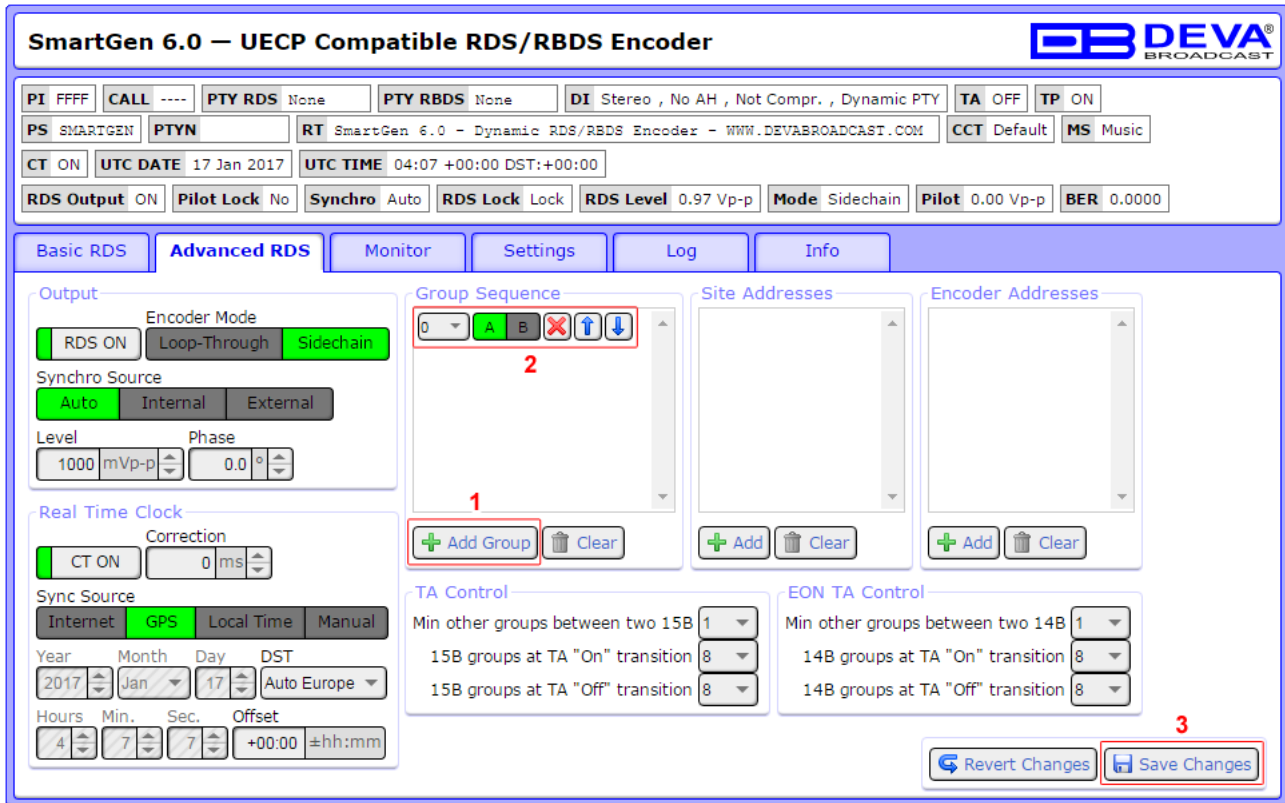 SmartGen 6.0 — UECP Compatible RDS/RBDS Encoder
DB DEVA®
BROADCAST
PI FFFF CALL ---- PTY RDS None PTY RBDS None DI Stereo , No AH , Not Compr. , Dynamic PTY TA OFF TP ON
PS SMARTGEN PTYN RT SmartGen 6.0 - Dynamic RDS/RBDS Encoder - WWW.DEVABROADCAST.COM CCT Default MS Music
CT ON UTC DATE 17 Jan 2017 UTC TIME 04:07 +00:00 DST:+00:00
RDS Output ON Pilot Lock No Synchro Auto RDS Lock Lock RDS Level 0.97 Vp-p Mode Sidechain Pilot 0.00 Vp-p BER 0.0000
Basic RDS Advanced RDS Monitor Settings Log Info
Output
Encoder Mode
RDS ON Loop-Through Sidechain
Synchro Source
Auto Internal External
Level Phase
1000 mVp-p 0.0 °
Real Time Clock
Correction
CT ON 0 ms
Sync Source
Internet GPS Local Time Manual
Year Month Day DST
2017 Jan 17 Auto Europe
Hours Min. Sec. Offset
4 7 7 +00:00 ±hh:mm
Group Sequence
0 A B
2
1
Add Group Clear
Site Addresses
Add Clear
Encoder Addresses
Add Clear
TA Control
Min other groups between two 15B 1
15B groups at TA "On" transition 8
15B groups at TA "Off" transition 8
EON TA Control
Min other groups between two 14B 1
14B groups at TA "On" transition 8
14B groups at TA "Off" transition 8
3
Revert Changes Save Changes